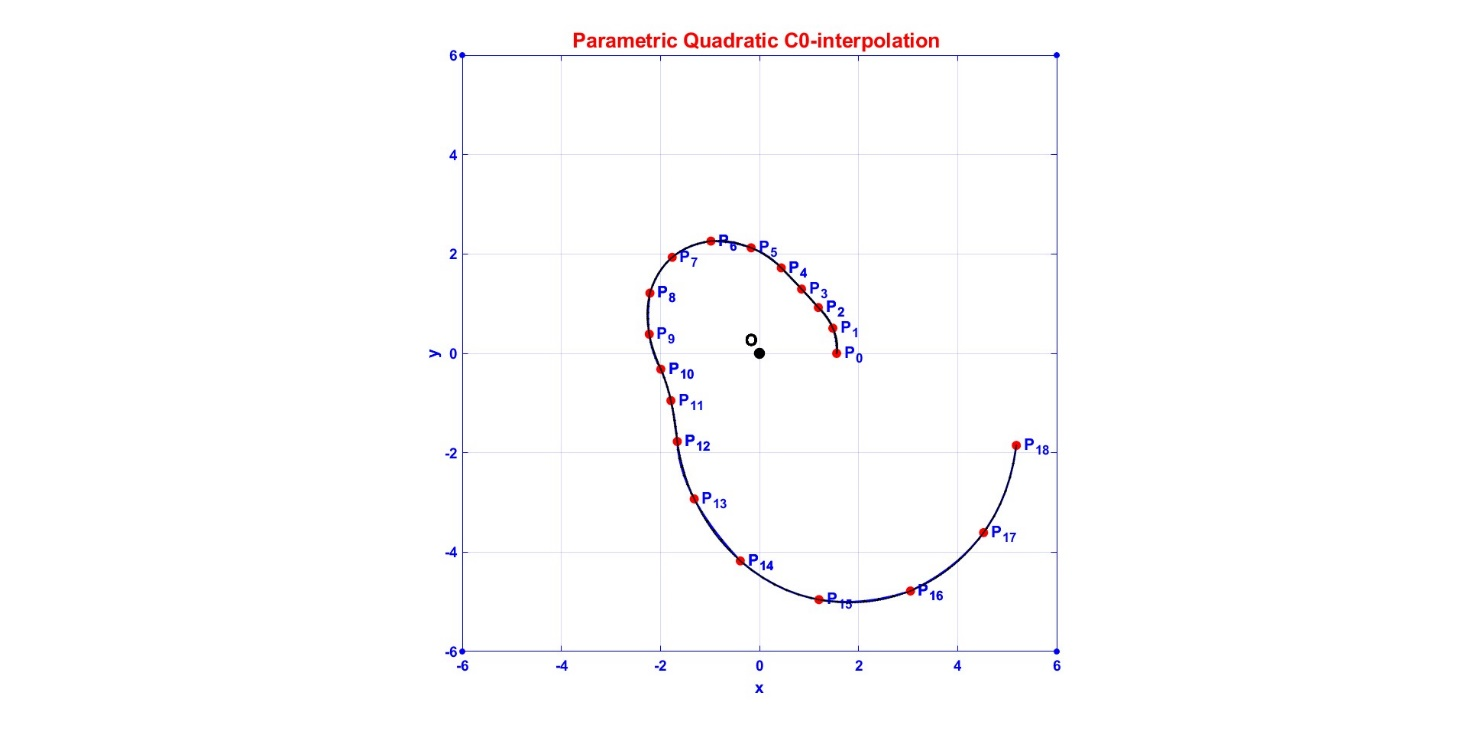 Parametric Quadratic C0-interpolation
6
4
2
0
-2
-4
-6
y
P6
P5
P7
P4
P3
P8
P2
P1
P9
O
P0
P10
P11
P12
P18
P13
P17
P14
P16
P15
-6 -4 -2 0 2 4 6
x